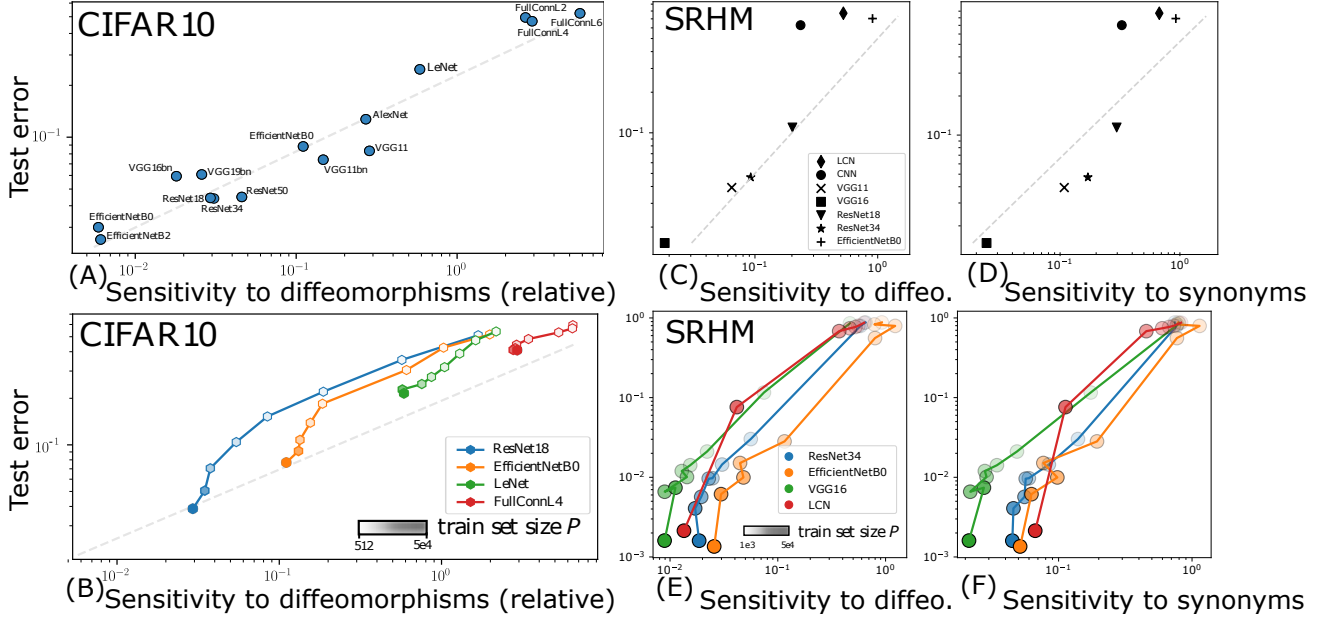 CIFAR10
Test error
10⁻¹
FullConnL2
FullConnL4
FullConnL6
LeNet
AlexNet
EfficientNetB0
VGG11
VGG11bn
VGG16bn
VGG19bn
ResNet18
ResNet34
ResNet50
EfficientNetB0
EfficientNetB2
10⁻² 10⁻¹ 10⁰
(A)
Sensitivity to diffeomorphisms (relative)
SRHM
10⁻¹
LCN
CNN
VGG11
VGG16
ResNet18
ResNet34
EfficientNetB0
10⁻¹ 10⁰
(C)
Sensitivity to diffeo.
10⁻¹
10⁻¹ 10⁰
(D)
Sensitivity to synonyms
CIFAR10
Test error
10⁻¹
ResNet18
EfficientNetB0
LeNet
FullConnL4
train set size P
512 5e4
10⁻² 10⁻¹ 10⁰
(B)
Sensitivity to diffeomorphisms (relative)
SRHM
10⁰
10⁻¹
10⁻²
10⁻³
ResNet34
EfficientNetB0
VGG16
LCN
train set size P
1e3 5e4
10⁻² 10⁻¹ 10⁰
(E)
Sensitivity to diffeo.
10⁰
10⁻¹
10⁻²
10⁻³
10⁻¹ 10⁰
(F)
Sensitivity to synonyms